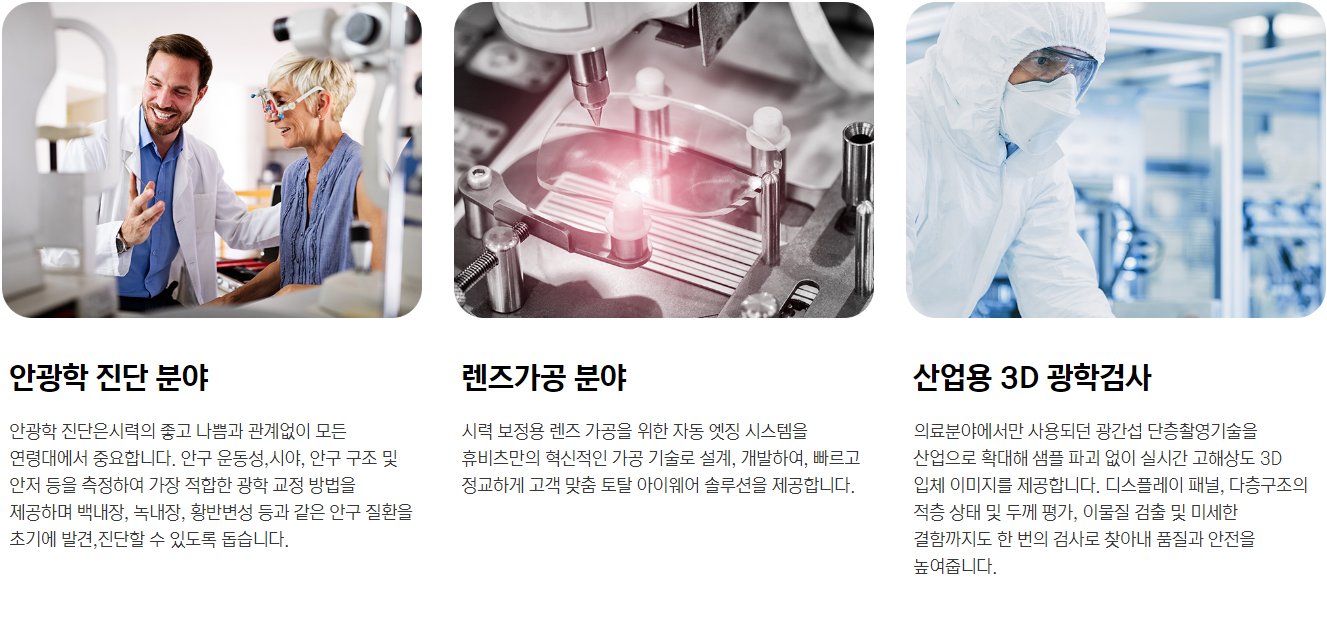 안광학 진단 분야
안광학 진단은시력의 좋고 나쁨과 관계없이 모든
연령대에서 중요합니다. 안구 운동성,시야, 안구 구조 및
안저 등을 측정하여 가장 적합한 광학 교정 방법을
제공하며 백내장, 녹내장, 황반변성 등과 같은 안구 질환을
초기에 발견,진단할 수 있도록 돕습니다.
렌즈가공 분야
시력 보정용 렌즈 가공을 위한 자동 엣징 시스템을
휴비츠만의 혁신적인 가공 기술로 설계, 개발하여, 빠르고
정교하게 고객 맞춤 토탈 아이웨어 솔루션을 제공합니다.
산업용 3D 광학검사
의료분야에서만 사용되던 광간섭 단층촬영기술을
산업으로 확대해 샘플 파괴 없이 실시간 고해상도 3D
입체 이미지를 제공합니다. 디스플레이 패널, 다층구조의
적층 상태 및 두께 평가, 이물질 검출 및 미세한
결함까지도 한 번의 검사로 찾아내 품질과 안전을
높여줍니다.